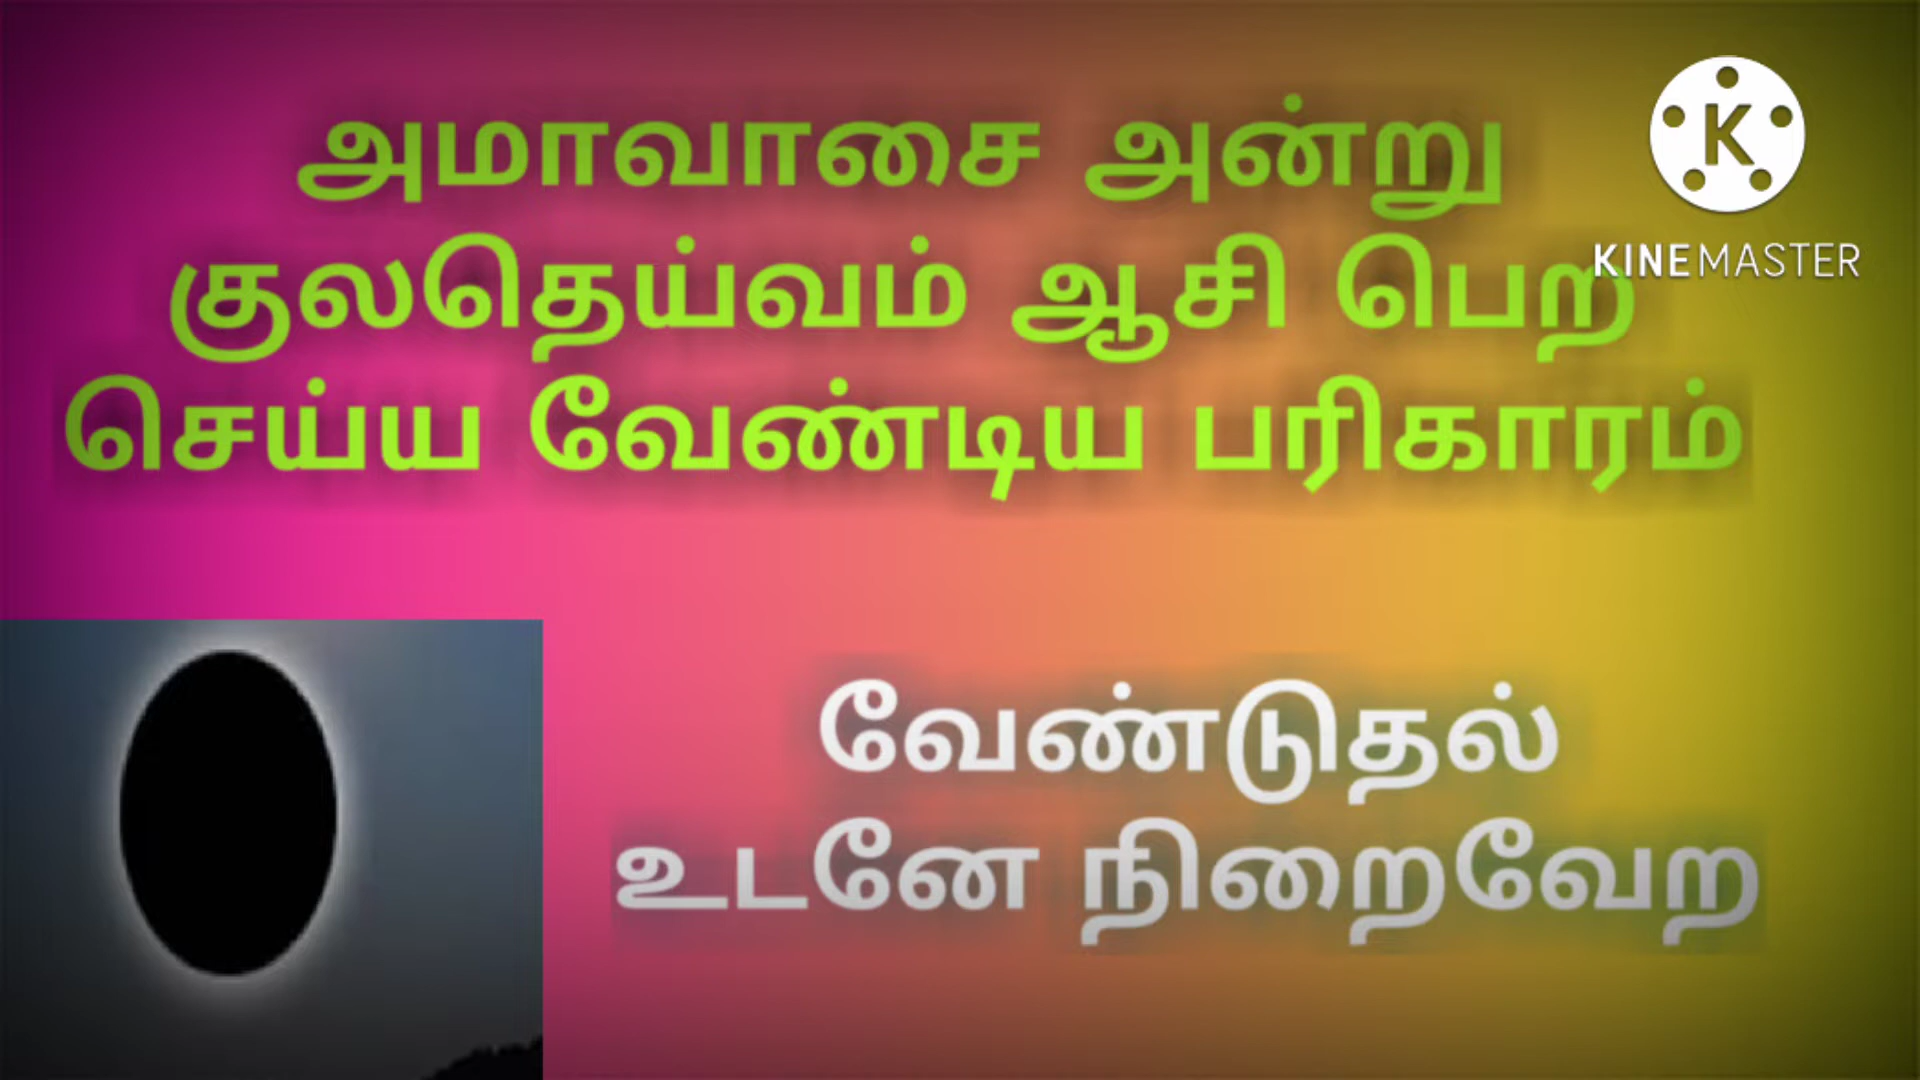 அமாவாசை அன்று
குலதெய்வம் ஆசி பெற
செய்ய வேண்டிய பரிகாரம்
வேண்டுதல்
உடனே நிறைவேற
K
KINEMASTER